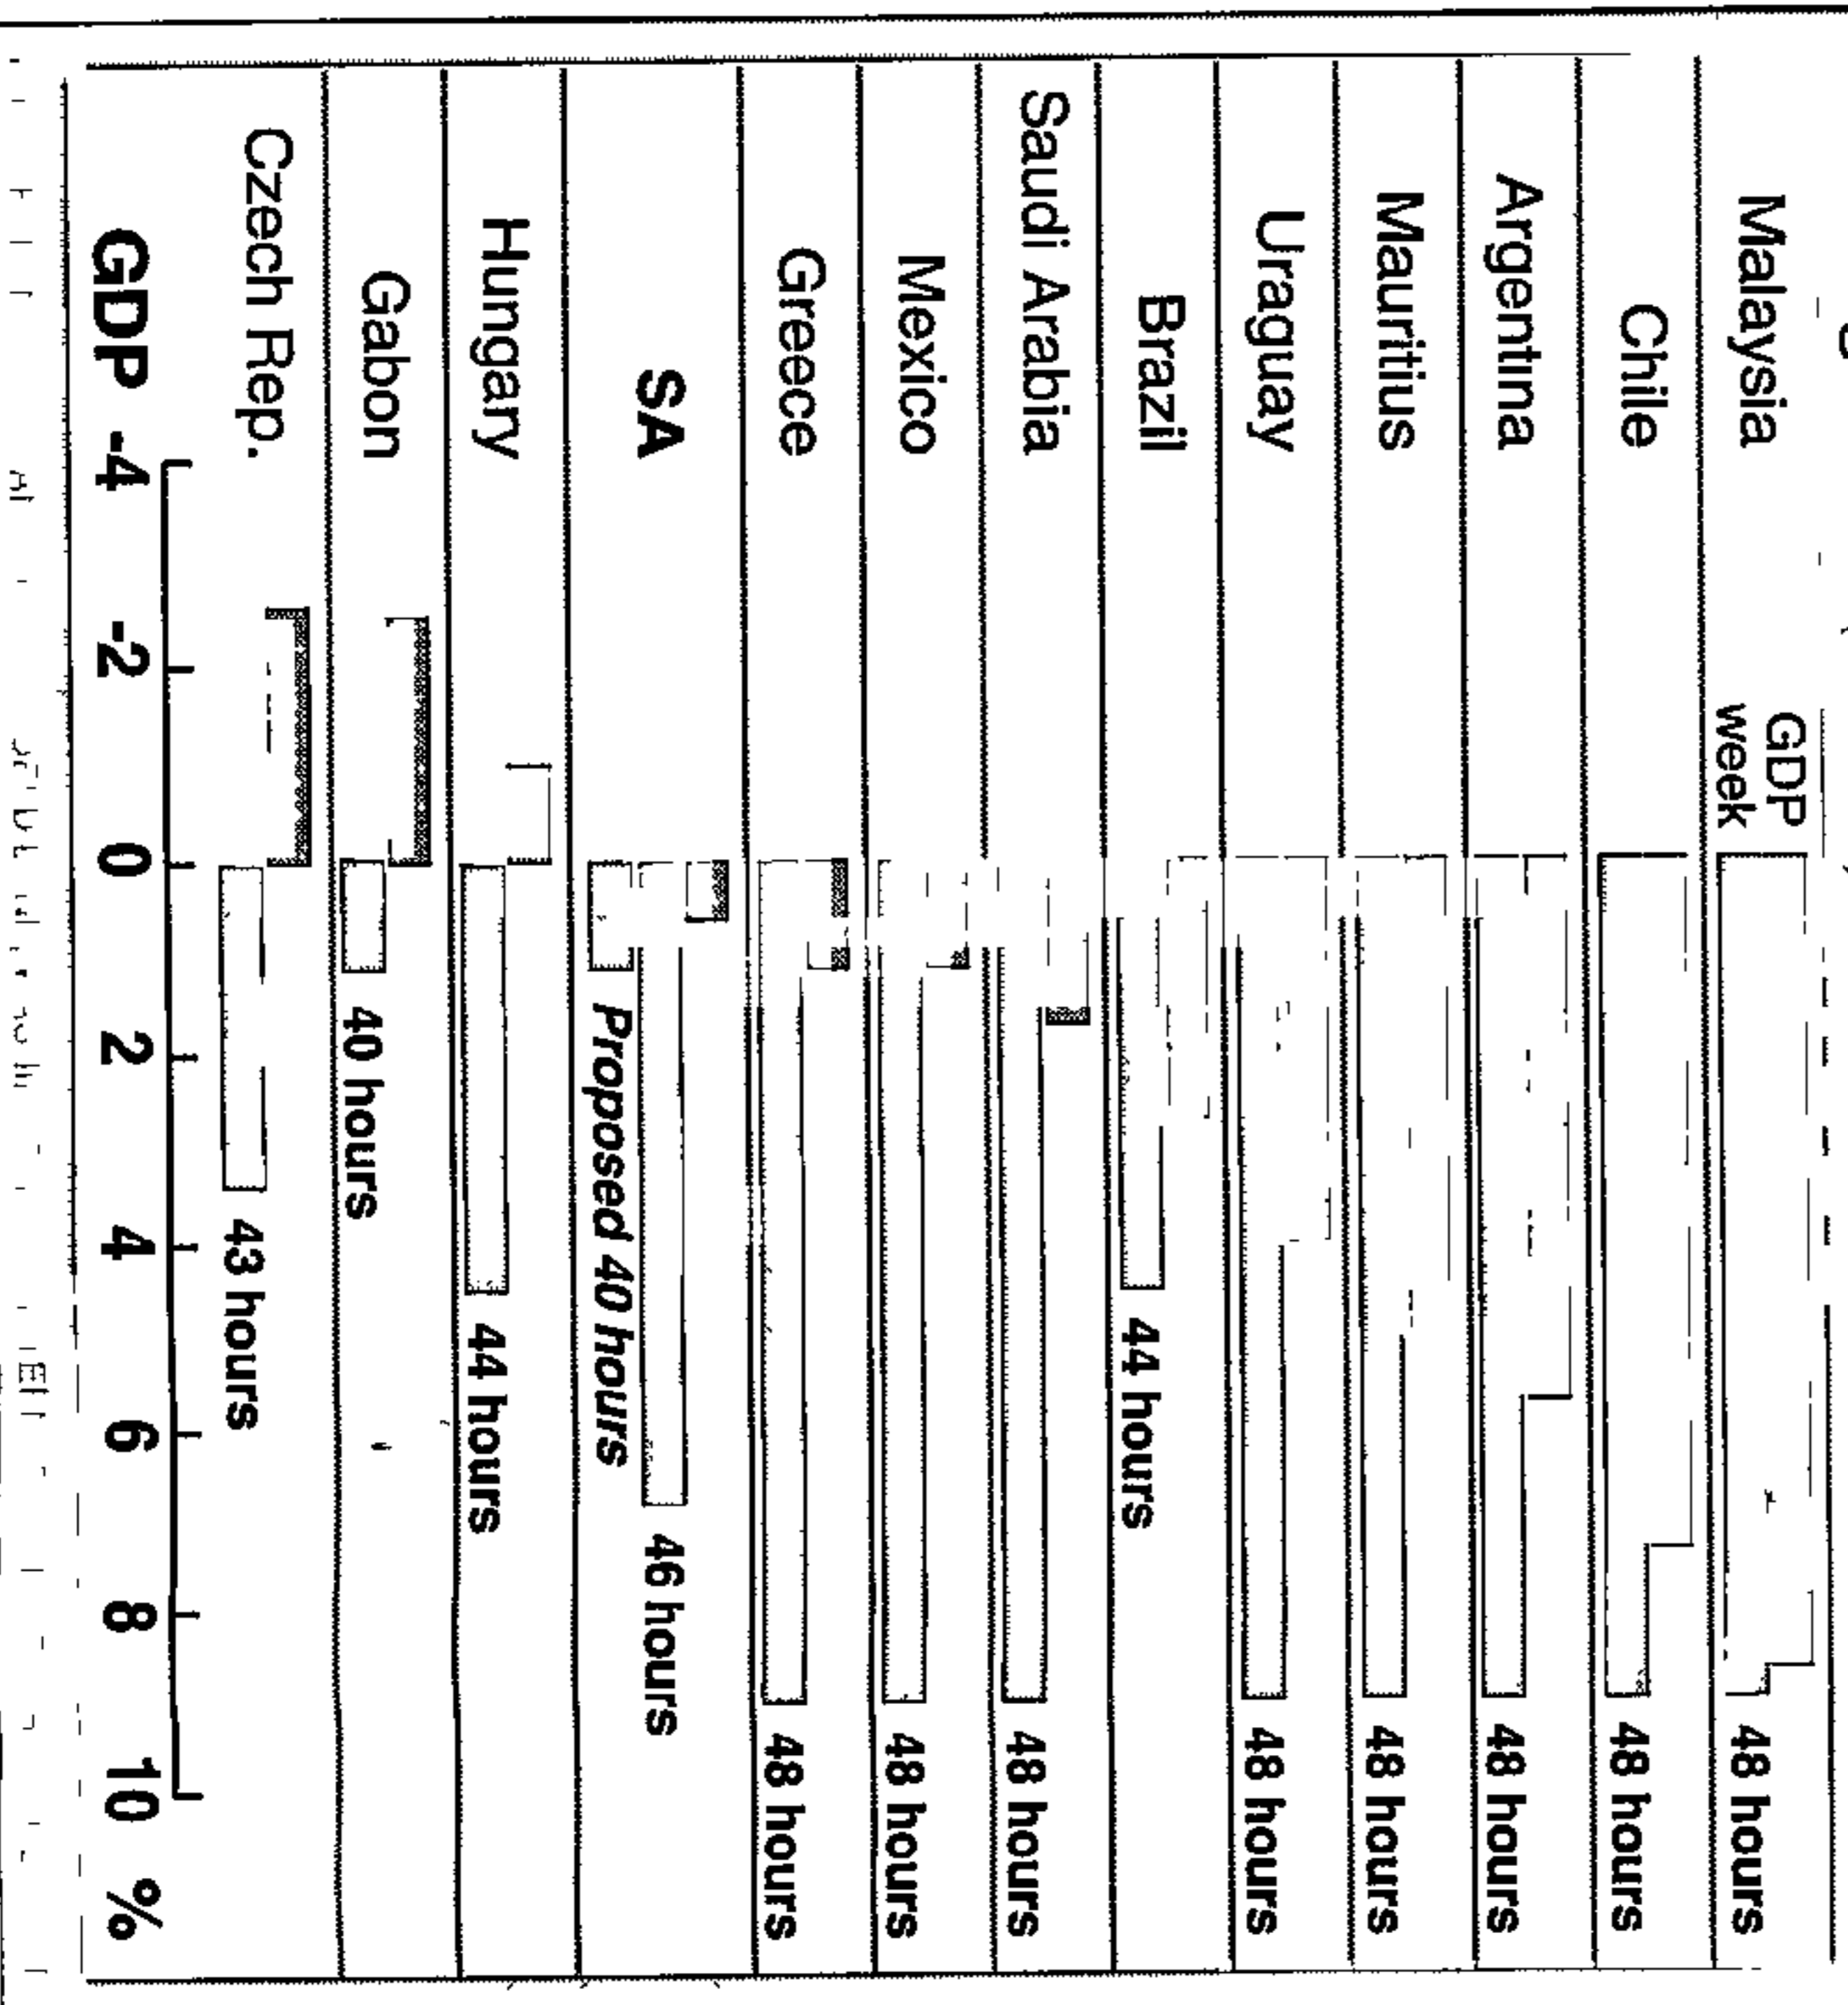 Malaysia
GDP
week
48 hours
Chile
48 hours
Argentina
48 hours
Mauritius
48 hours
Uraguay
48 hours
Brazil
44 hours
Saudi Arabia
48 hours
Mexico
48 hours
Greece
48 hours
SA
46 hours
Proposed 40 hours
Hungary
44 hours
Gabon
40 hours
Czech Rep.
43 hours
GDP -4 -2 0 2 4 6 8 10 %